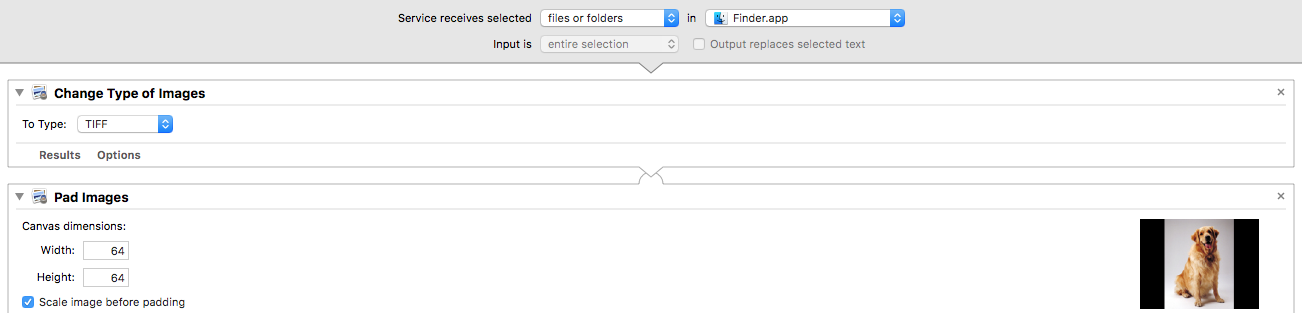 Service receives selected files or folders in Finder.app
Input is entire selection Output replaces selected text
Change Type of Images
To Type: TIFF
Results Options
Pad Images
Canvas dimensions:
Width: 64
Height: 64
Scale image before padding